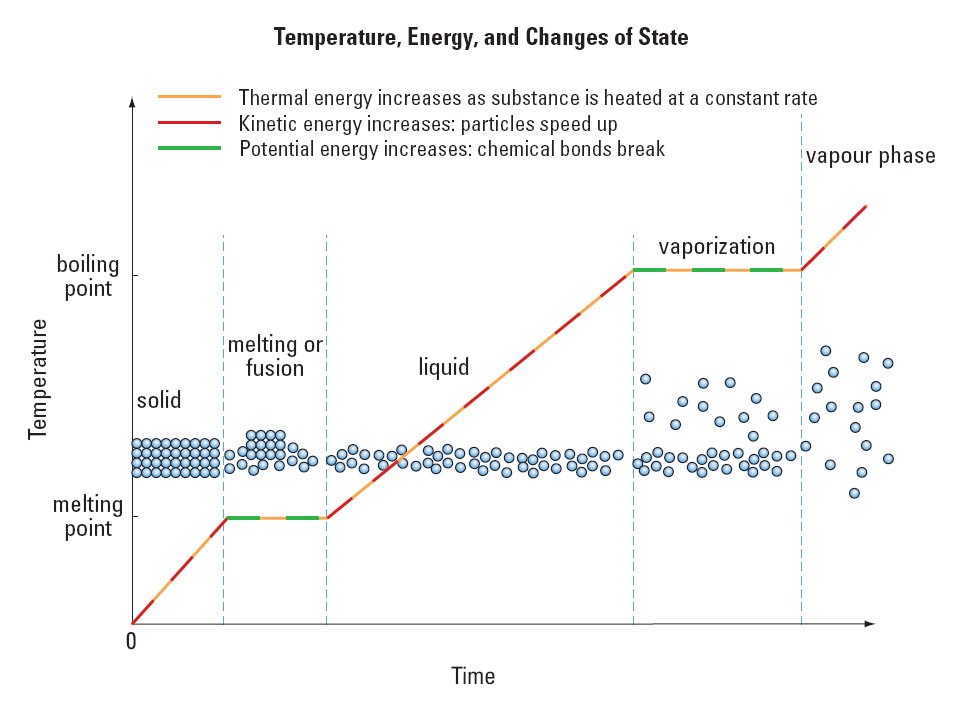 Temperature, Energy, and Changes of State
Thermal energy increases as substance is heated at a constant rate
Kinetic energy increases: particles speed up
Potential energy increases: chemical bonds break
vapour phase
vaporization
boiling
point
melting or
fusion
liquid
solid
Temperature
melting
point
0
Time